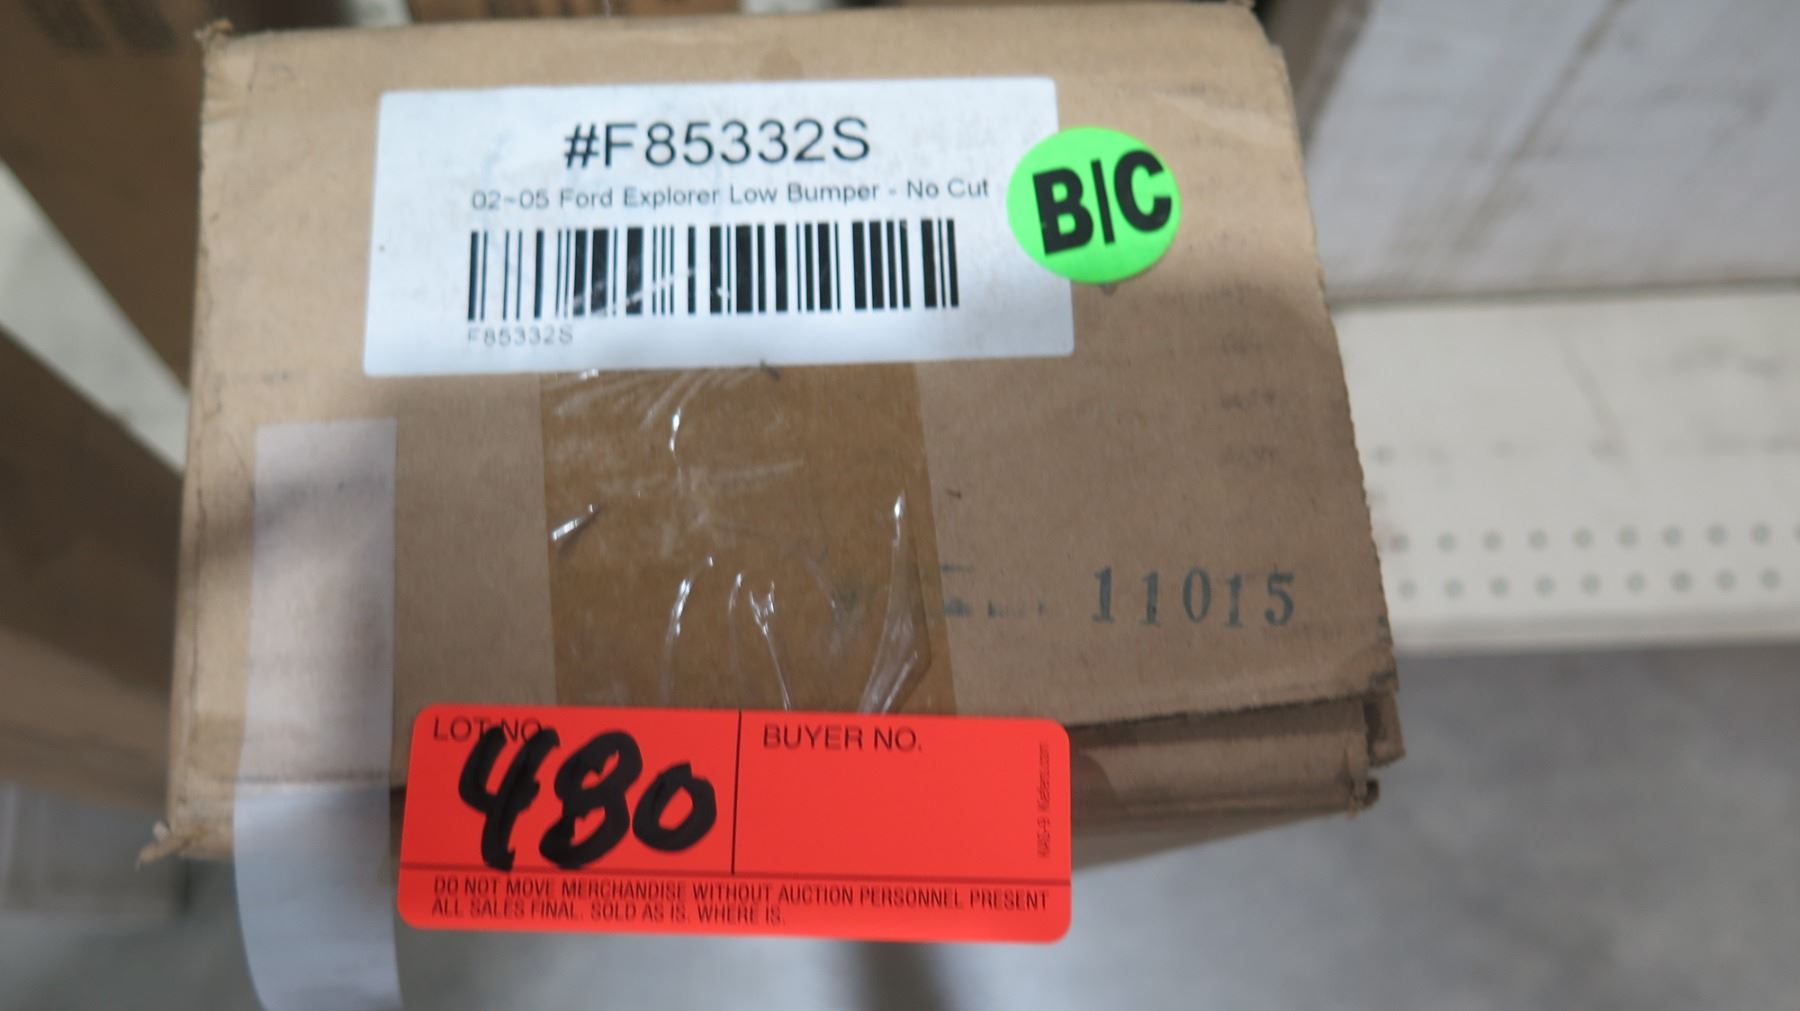 #F85332S
02~05 Ford Explorer Low Bumper - No Cut
B|C
F85332S
11015
LOT NO.
480
BUYER NO.
DO NOT MOVE MERCHANDISE WITHOUT AUCTION PERSONNEL PRESENT
ALL SALES FINAL. SOLD AS IS. WHERE IS.